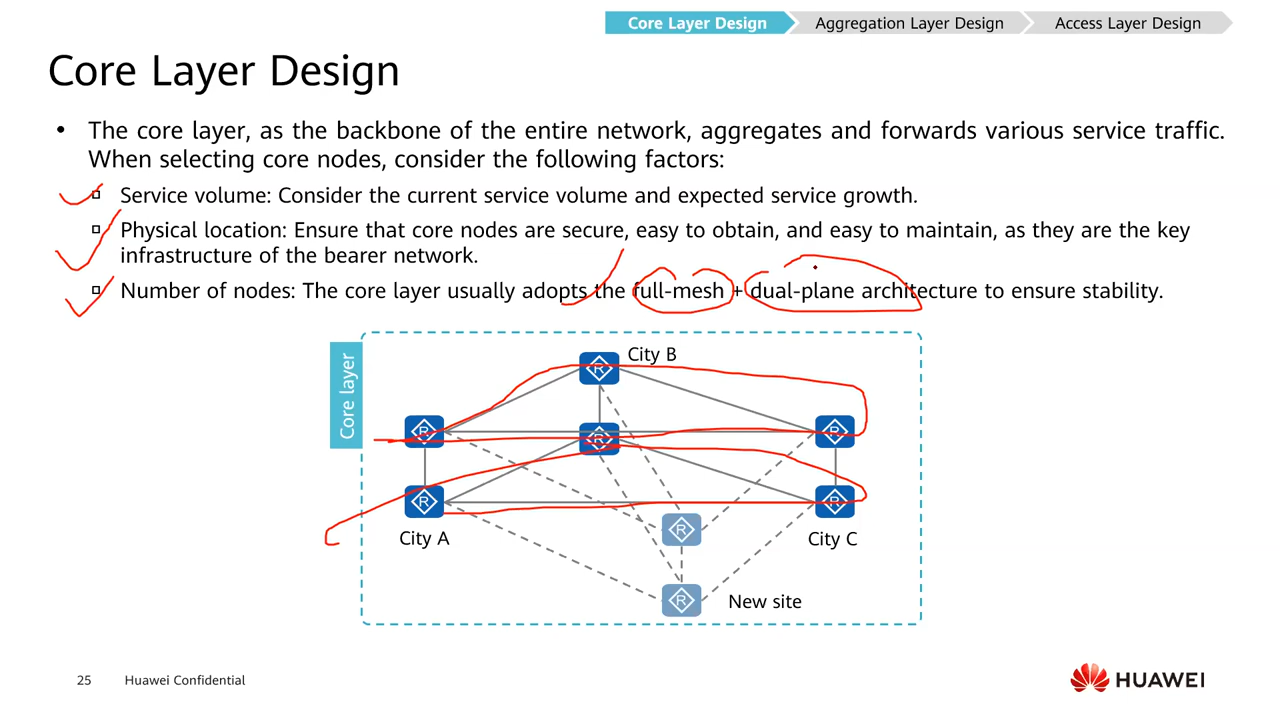 Core Layer Design
Aggregation Layer Design
Access Layer Design
Core Layer Design
• The core layer, as the backbone of the entire network, aggregates and forwards various service traffic.
When selecting core nodes, consider the following factors:
Service volume: Consider the current service volume and expected service growth.
Physical location: Ensure that core nodes are secure, easy to obtain, and easy to maintain, as they are the key
infrastructure of the bearer network.
Number of nodes: The core layer usually adopts the full-mesh + dual-plane architecture to ensure stability.
Core layer
City B
R
R
R
R
R
R
City A
R
City C
R
New site
25
Huawei Confidential
HUAWEI